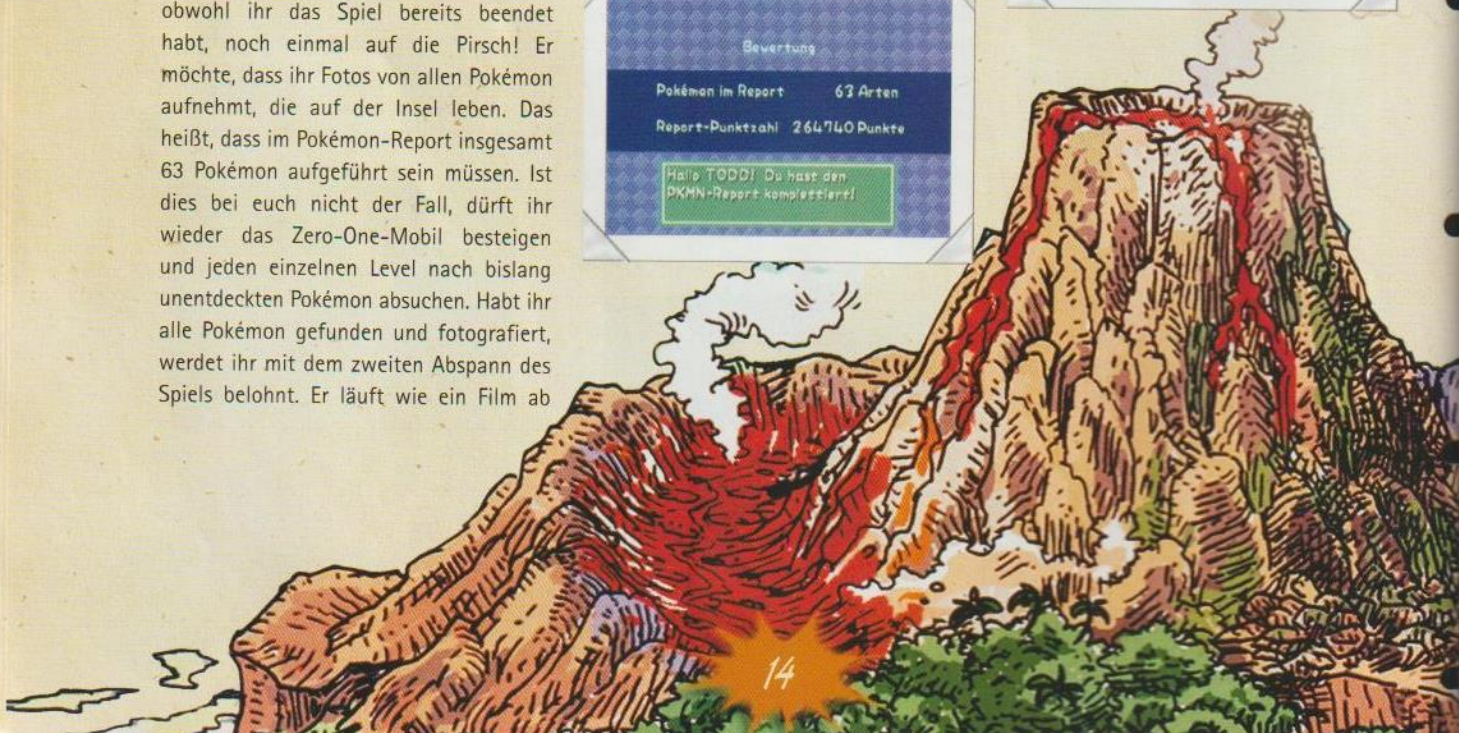 obwohl ihr das Spiel bereits beendet
habt, noch einmal auf die Pirsch! Er
möchte, dass ihr Fotos von allen Pokémon
aufnehmt, die auf der Insel leben. Das
heißt, dass im Pokémon-Report insgesamt
63 Pokémon aufgeführt sein müssen. Ist
dies bei euch nicht der Fall, dürft ihr
wieder das Zero-One-Mobil besteigen
und jeden einzelnen Level nach bislang
unentdeckten Pokémon absuchen. Habt ihr
alle Pokémon gefunden und fotografiert,
werdet ihr mit dem zweiten Abspann des
Spiels belohnt. Er läuft wie ein Film ab
Bewertung
Pokémon im Report 63 Arten
Report-Punktzahl 264740 Punkte
Hallo TODD! Du hast den
PKMN-Report komplettiert!
14